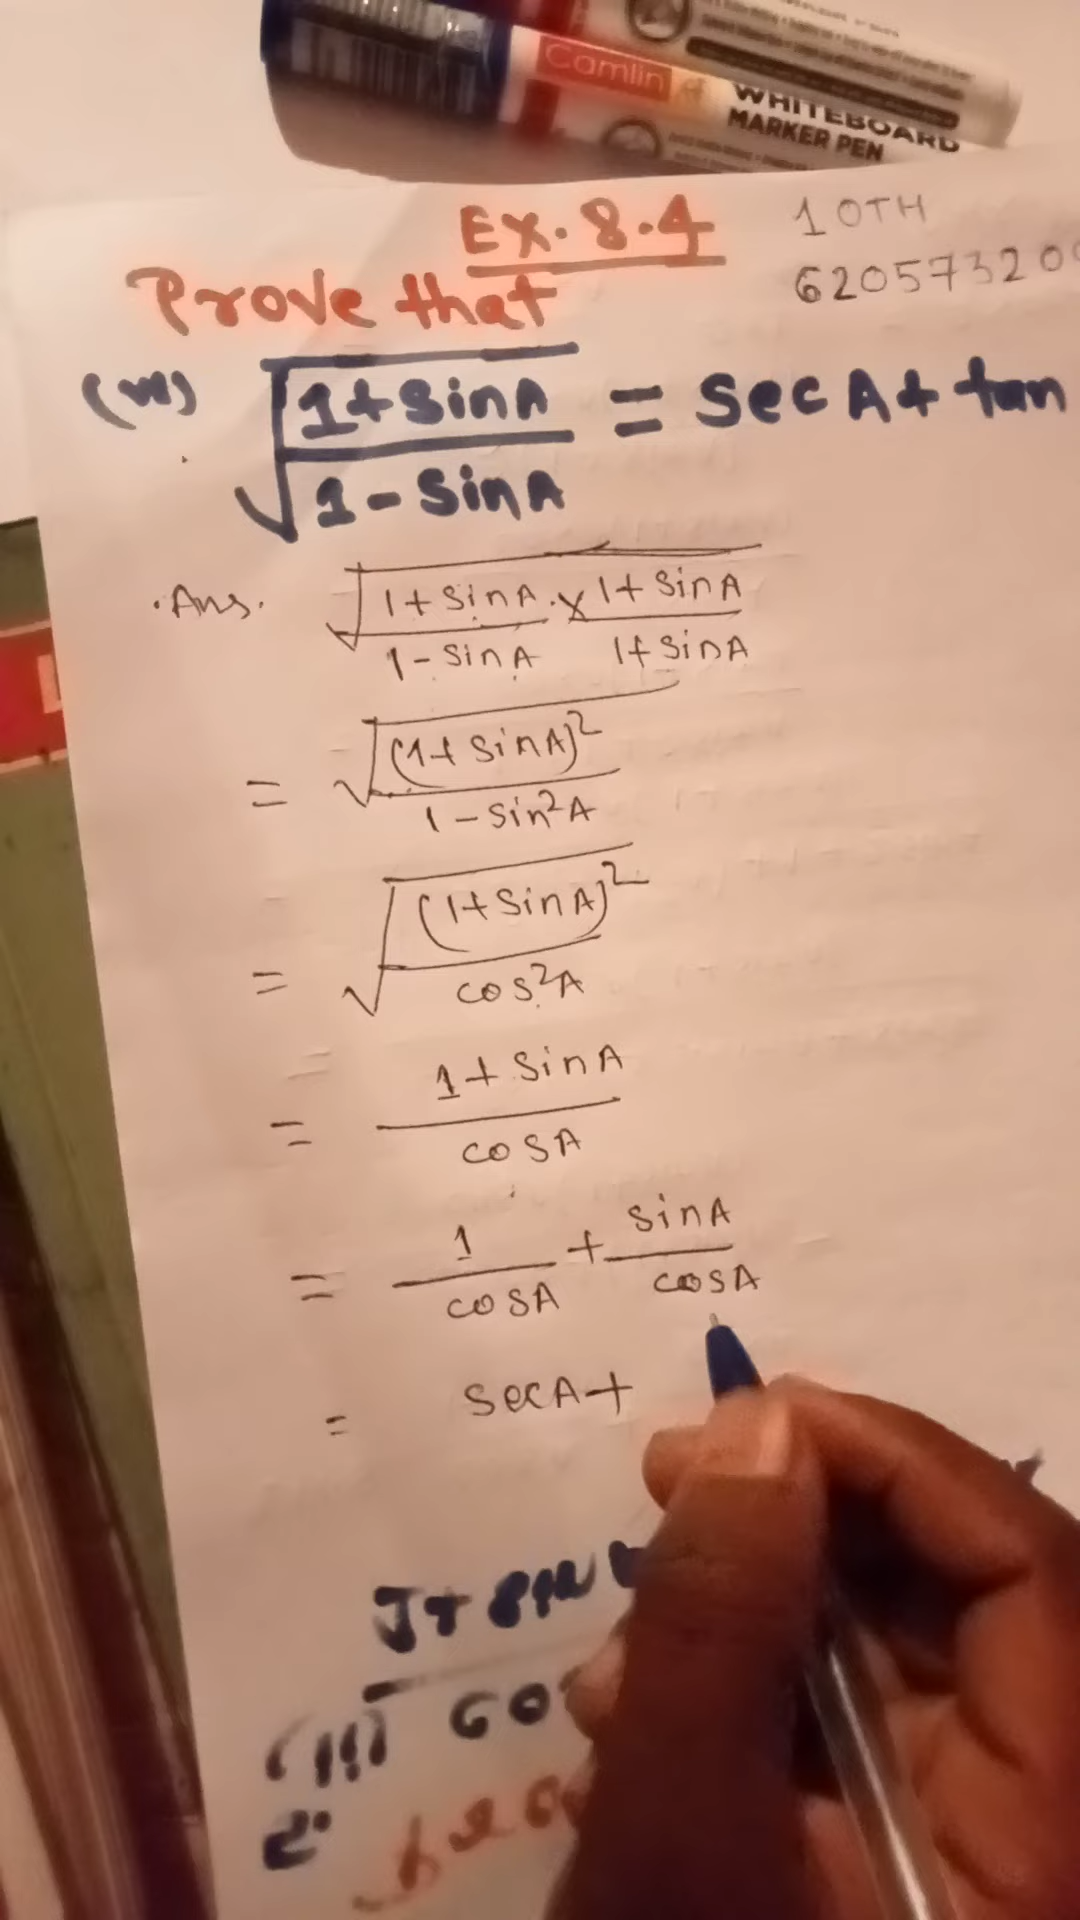 Camlin
WHITEBOARD
MARKER PEN
Ex. 8.4
10TH
Prove that
62057320
√(1+sinA / 1-sinA) = secA + tan
Ans. √(1+sinA / 1-sinA · × 1+sinA / 1+sinA)
= √((1+sinA)² / 1-sin²A)
= √((1+sinA)² / cos²A)
= 1+sinA / cosA
= 1 / cosA + sinA / cosA
= secA+
(iii)